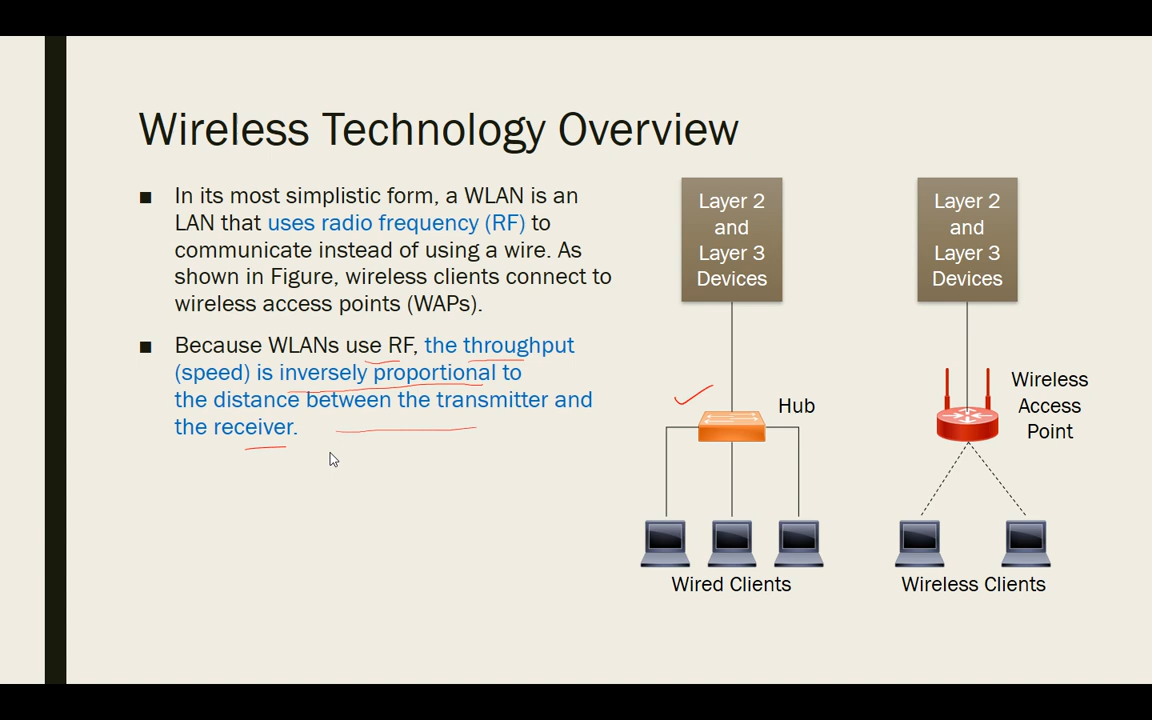 Wireless Technology Overview
■ In its most simplistic form, a WLAN is an
LAN that uses radio frequency (RF) to
communicate instead of using a wire. As
shown in Figure, wireless clients connect to
wireless access points (WAPs).
■ Because WLANs use RF, the throughput
(speed) is inversely proportional to
the distance between the transmitter and
the receiver.
Layer 2
and
Layer 3
Devices
Hub
Wired Clients
Layer 2
and
Layer 3
Devices
Wireless
Access
Point
Wireless Clients